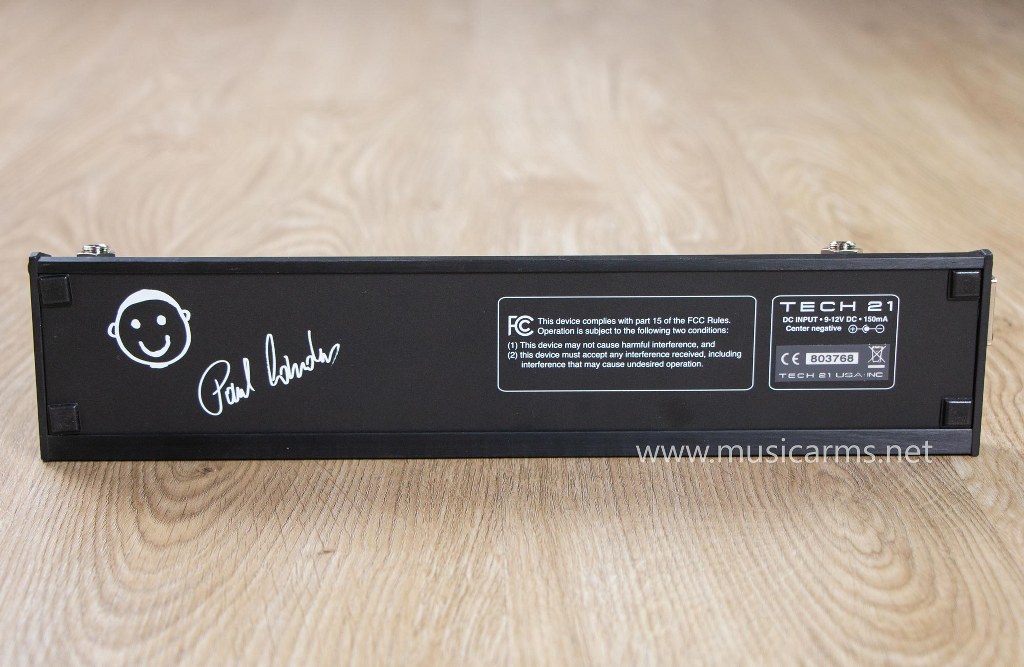 Paul Landers
FC This device complies with part 15 of the FCC Rules.
Operation is subject to the following two conditions:
(1) This device may not cause harmful interference, and
(2) this device must accept any interference received, including
interference that may cause undesired operation.
TECH 21
DC INPUT • 9-12V DC • 150mA
Center negative
CE 803768
TECH 21 USA, INC
www.musicarms.net